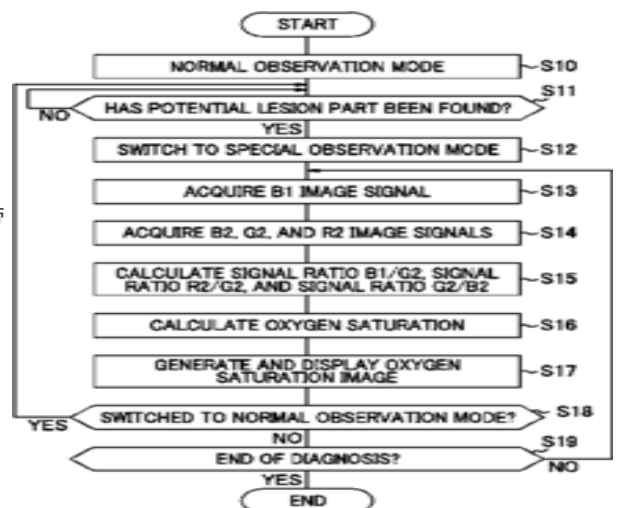 START
NORMAL OBSERVATION MODE
S10
S11
HAS POTENTIAL LESION PART BEEN FOUND?
NO
YES
SWITCH TO SPECIAL OBSERVATION MODE
S12
ACQUIRE B1 IMAGE SIGNAL
S13
ACQUIRE B2, G2, AND R2 IMAGE SIGNALS
S14
CALCULATE SIGNAL RATIO B1/G2, SIGNAL
RATIO R2/G2, AND SIGNAL RATIO G2/B2
S15
CALCULATE OXYGEN SATURATION
S16
GENERATE AND DISPLAY OXYGEN
SATURATION IMAGE
S17
SWITCHED TO NORMAL OBSERVATION MODE?
S18
YES
NO
S19
END OF DIAGNOSIS?
NO
YES
END